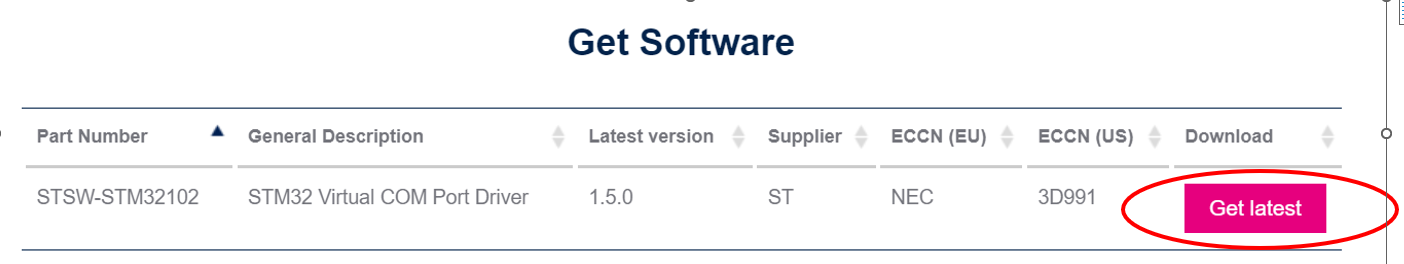 Get Software
Part Number General Description Latest version Supplier ECCN (EU) ECCN (US) Download
STSW-STM32102 STM32 Virtual COM Port Driver 1.5.0 ST NEC 3D991 Get latest